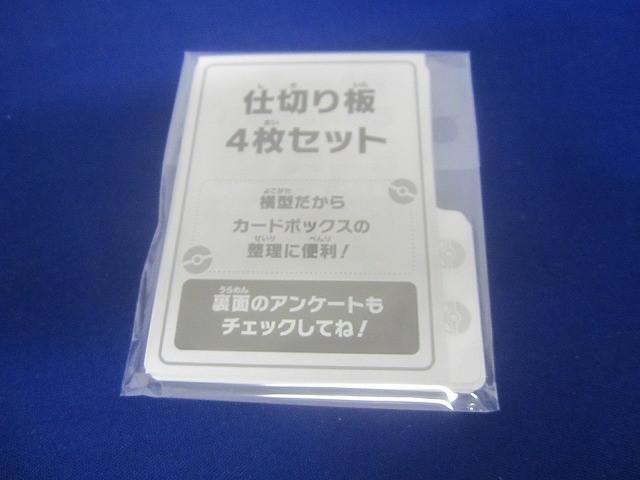 仕切り板
4枚セット
横型だから
カードボックスの
整理に便利！
裏面のアンケートも
チェックしてね！